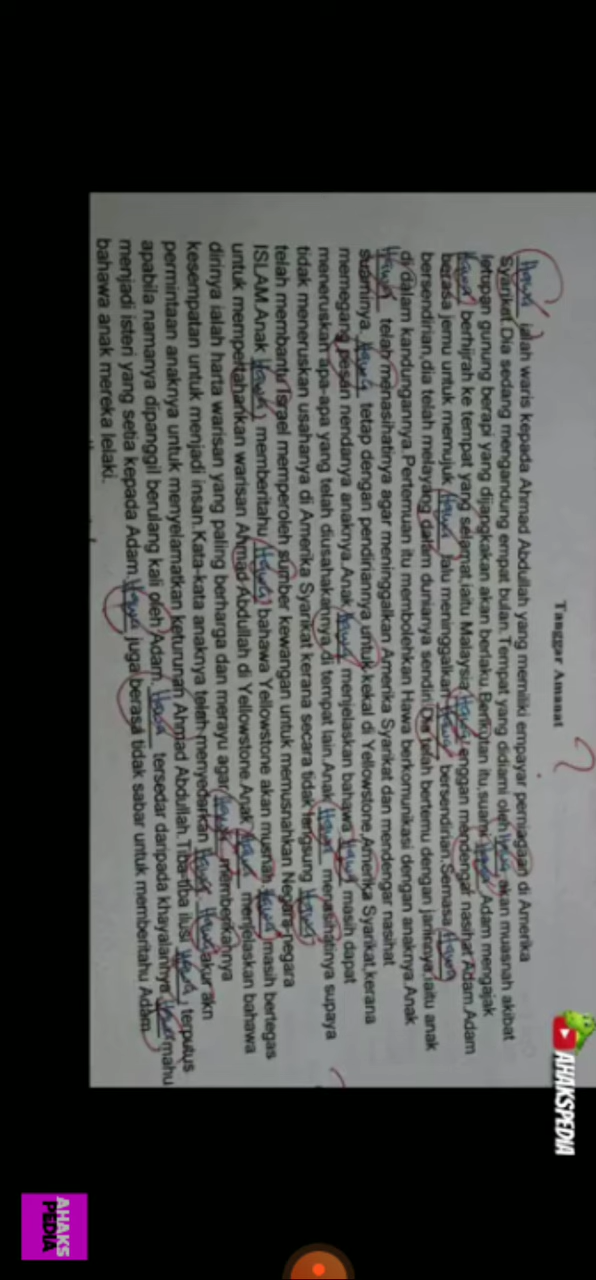 Tanggar Amanat
Hawa ialah waris kepada Ahmad Abdullah yang memiliki empayar perniagaan di Amerika
Syarikat.Dia sedang mengandung empat bulan.Tempat yang didiami oleh Hawa akan muasnah akibat
letupan gunung berapi yang dijangkakan akan berlaku.Berikutan itu,suami Hawa Adam mengajak
Hawa berhijrah ke tempat yang selamat,iaitu Malaysia.Hawa enggan mendengar nasihat Adam.Adam
berasa jemu untuk memujuk Hawa lalu meninggalkan Hawa bersendirian.Semasa Hawa
bersendirian,dia telah melayang dalam dunianya sendiri.Dia telah bertemu dengan janinnya,iaitu anak
di dalam kandungannya.Pertemuan itu membolehkan Hawa berkomunikasi dengan anaknya.Anak
Hawa telah menasihatinya agar meninggalkan Amerika Syarikat dan mendengar nasihat
suaminya.Hawa tetap dengan pendiriannya untuk kekal di Yellowstone,Amerika Syarikat,kerana
memegang pesan nendanya anaknya.Anak Hawa menjelaskan bahawa Hawa masih dapat
meneruskan apa-apa yang telah diusahakannya di tempat lain.Anak Hawa menasihatinya supaya
tidak meneruskan usahanya di Amerika Syarikat kerana secara tidak langsung Hawa
telah membantu Israel memperoleh sumber kewangan untuk memusnahkan Negara-negara
ISLAM.Anak Hawa memberitahu Hawa bahawa Yellowstone akan musnah.Hawa masih bertegas
untuk mempertahankan warisan Ahmad Abdullah di Yellowstone.Anak Hawa menjelaskan bahawa
dirinya ialah harta warisan yang paling berharga dan merayu agar Hawa memberikannya
kesempatan untuk menjadi insan.Kata-kata anaknya telah menyedarkan Hawa. Hawa akur akn
permintaan anaknya untuk menyelamatkan keturunan Ahmad Abdullah.Tiba-tiba ilusi Hawa terputus
apabila namanya dipanggil berulang kali oleh Adam.Hawa tersedar daripada khayalannya.Hawa mahu
menjadi isteri yang setia kepada Adam.Hawa juga berasa tidak sabar untuk memberitahu Adam
bahawa anak mereka lelaki.
AHAKSPEDIA
AHAKS
PEDIA